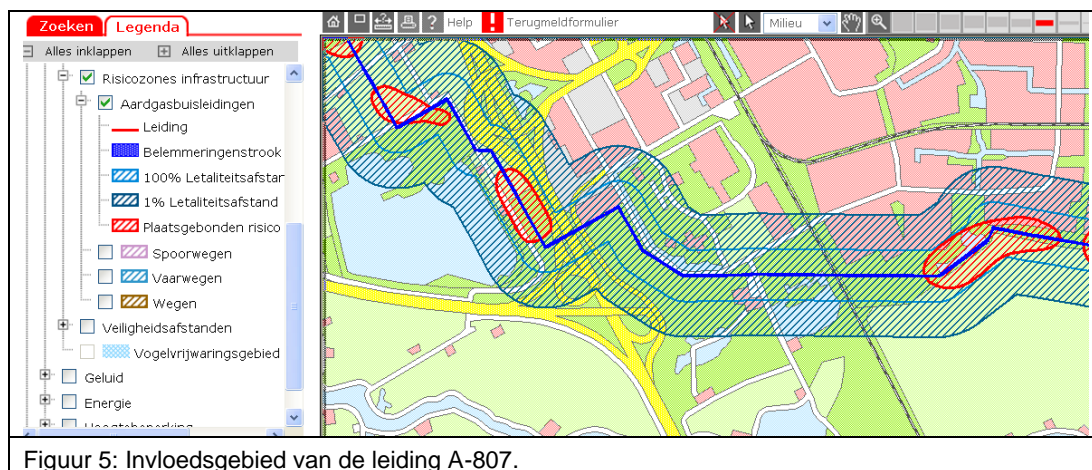 Zoeken Legenda
Help Terugmeldformulier Milieu
Alles inklappen Alles uitklappen
Risicozones infrastructuur
Aardgasbuisleidingen
Leiding
Belemmeringenstrook
100% Letaliteitsafstan
1% Letaliteitsafstand
Plaatsgebonden risico
Spoorwegen
Vaarwegen
Wegen
Veiligheidsafstanden
Vogelvrijwaringsgebied
Geluid
Energie
Figuur 5: Invloedsgebied van de leiding A-807.